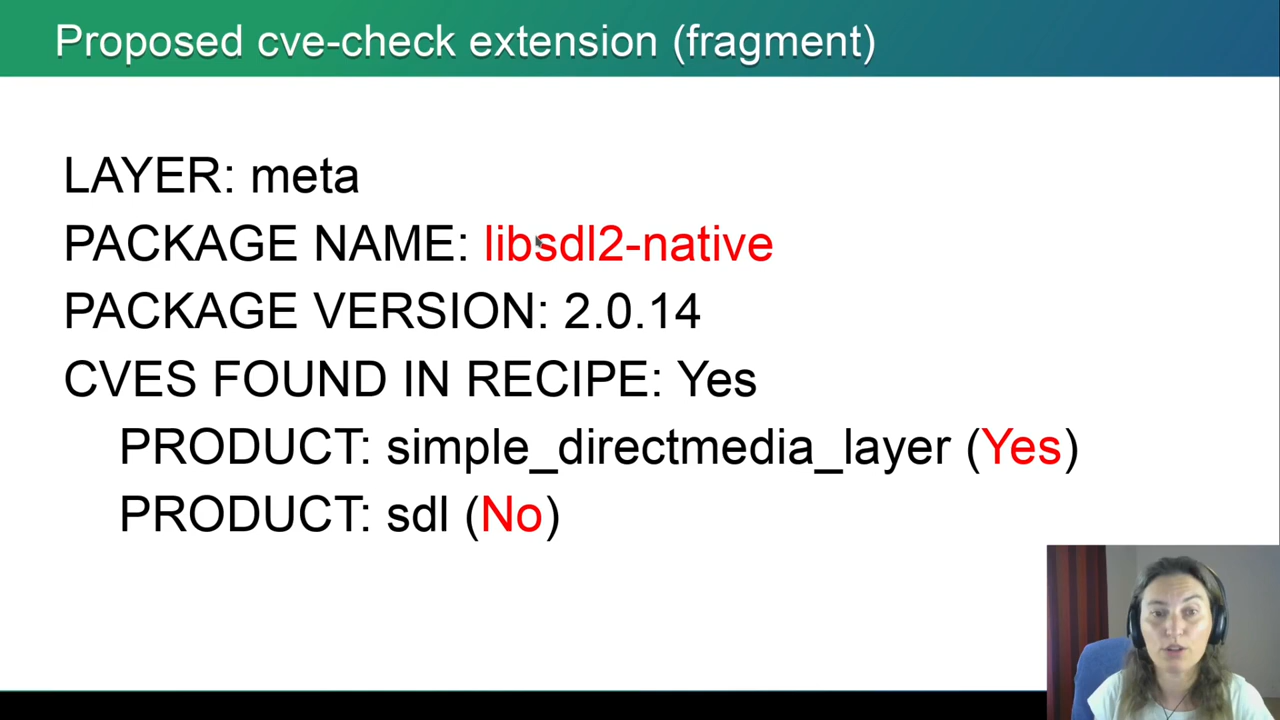 Proposed cve-check extension (fragment)
LAYER: meta
PACKAGE NAME: libsdl2-native
PACKAGE VERSION: 2.0.14
CVES FOUND IN RECIPE: Yes
PRODUCT: simple_directmedia_layer (Yes)
PRODUCT: sdl (No)